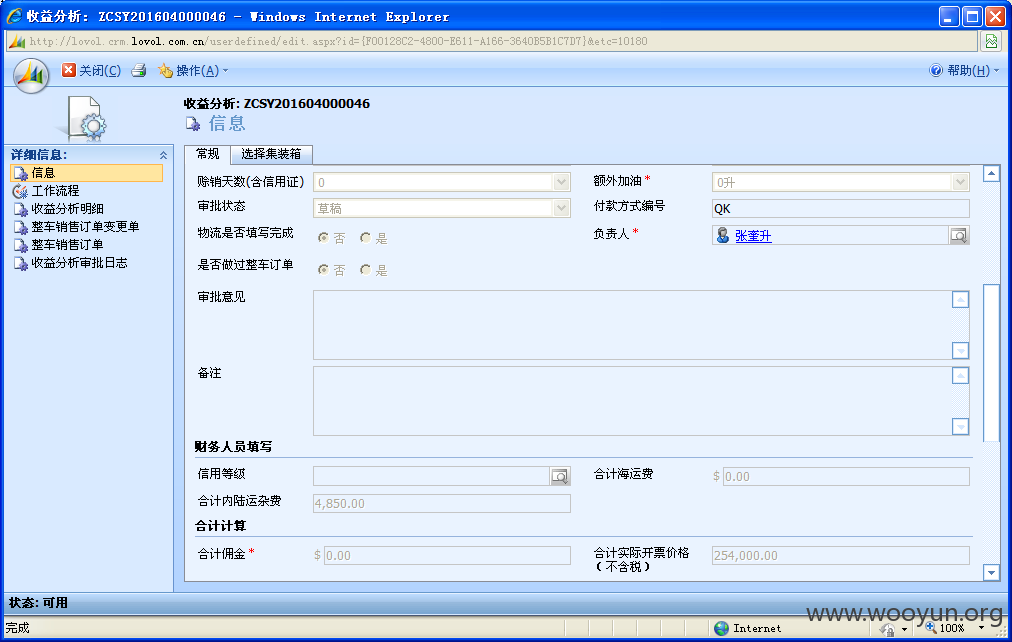 收益分析: ZCSY201604000046 - Windows Internet Explorer
http://lovol.crm.lovol.com.cn/userdefined/edit.aspx?id={F00128C2-4800-E611-A166-3640B5B1C7D7}&etc=10180
关闭(C) 操作(A) 帮助(H)
收益分析: ZCSY201604000046
信息
详细信息:
信息
工作流程
收益分析明细
整车销售订单变更单
整车销售订单
收益分析审批日志
常规 选择集装箱
赊销天数(含信用证) 0 额外加油* 0升
审批状态 草稿 付款方式编号 QK
物流是否填写完成 否 是 负责人* 张奎升
是否做过整车订单 否 是
审批意见
备注
财务人员填写
信用等级 合计海运费 $ 0.00
合计内陆运杂费 4,850.00
合计计算
合计佣金* $ 0.00 合计实际开票价格
(不含税) 254,000.00
状态: 可用
www.wooyun.org
完成 Internet 100%